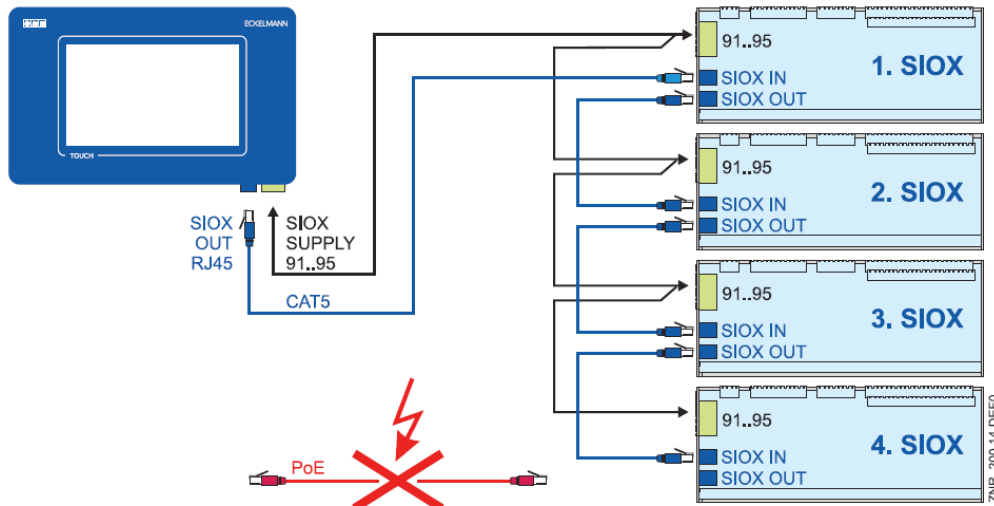 ECKELMANN
TOUCH
SIOX
OUT
RJ45
SIOX
SUPPLY
91..95
CAT5
PoE
91..95
1. SIOX
SIOX IN
SIOX OUT
91..95
2. SIOX
SIOX IN
SIOX OUT
91..95
3. SIOX
SIOX IN
SIOX OUT
91..95
4. SIOX
SIOX IN
SIOX OUT